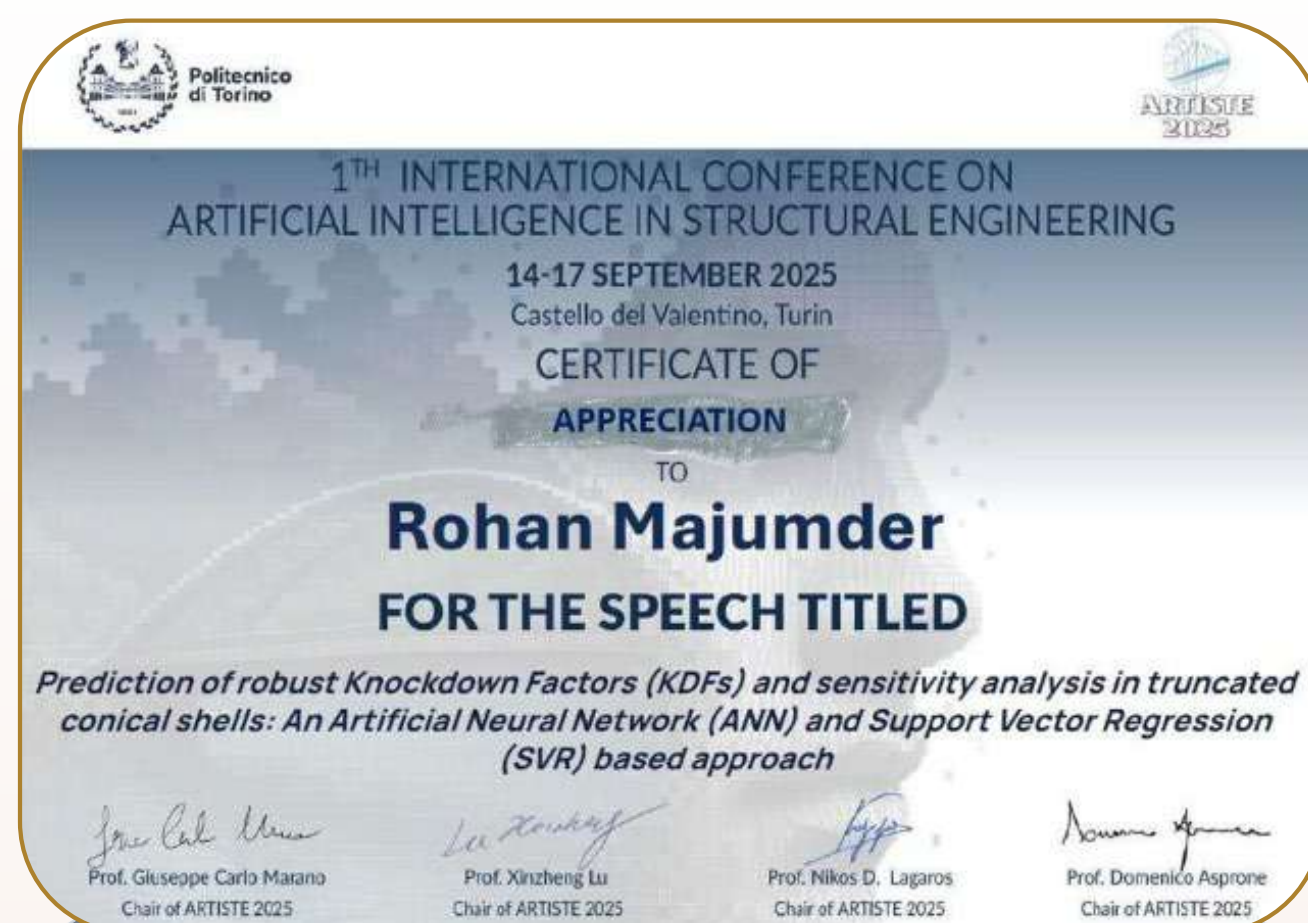 Politecnico
di Torino
ARTISTE
2025
1TH INTERNATIONAL CONFERENCE ON
ARTIFICIAL INTELLIGENCE IN STRUCTURAL ENGINEERING
14-17 SEPTEMBER 2025
Castello del Valentino, Turin
CERTIFICATE OF
APPRECIATION
TO
Rohan Majumder
FOR THE SPEECH TITLED
Prediction of robust Knockdown Factors (KDFs) and sensitivity analysis in truncated
conical shells: An Artificial Neural Network (ANN) and Support Vector Regression
(SVR) based approach
Prof. Giuseppe Carlo Marano
Chair of ARTISTE 2025
Prof. Xinzheng Lu
Chair of ARTISTE 2025
Prof. Nikos D. Lagaros
Chair of ARTISTE 2025
Prof. Domenico Asprone
Chair of ARTISTE 2025